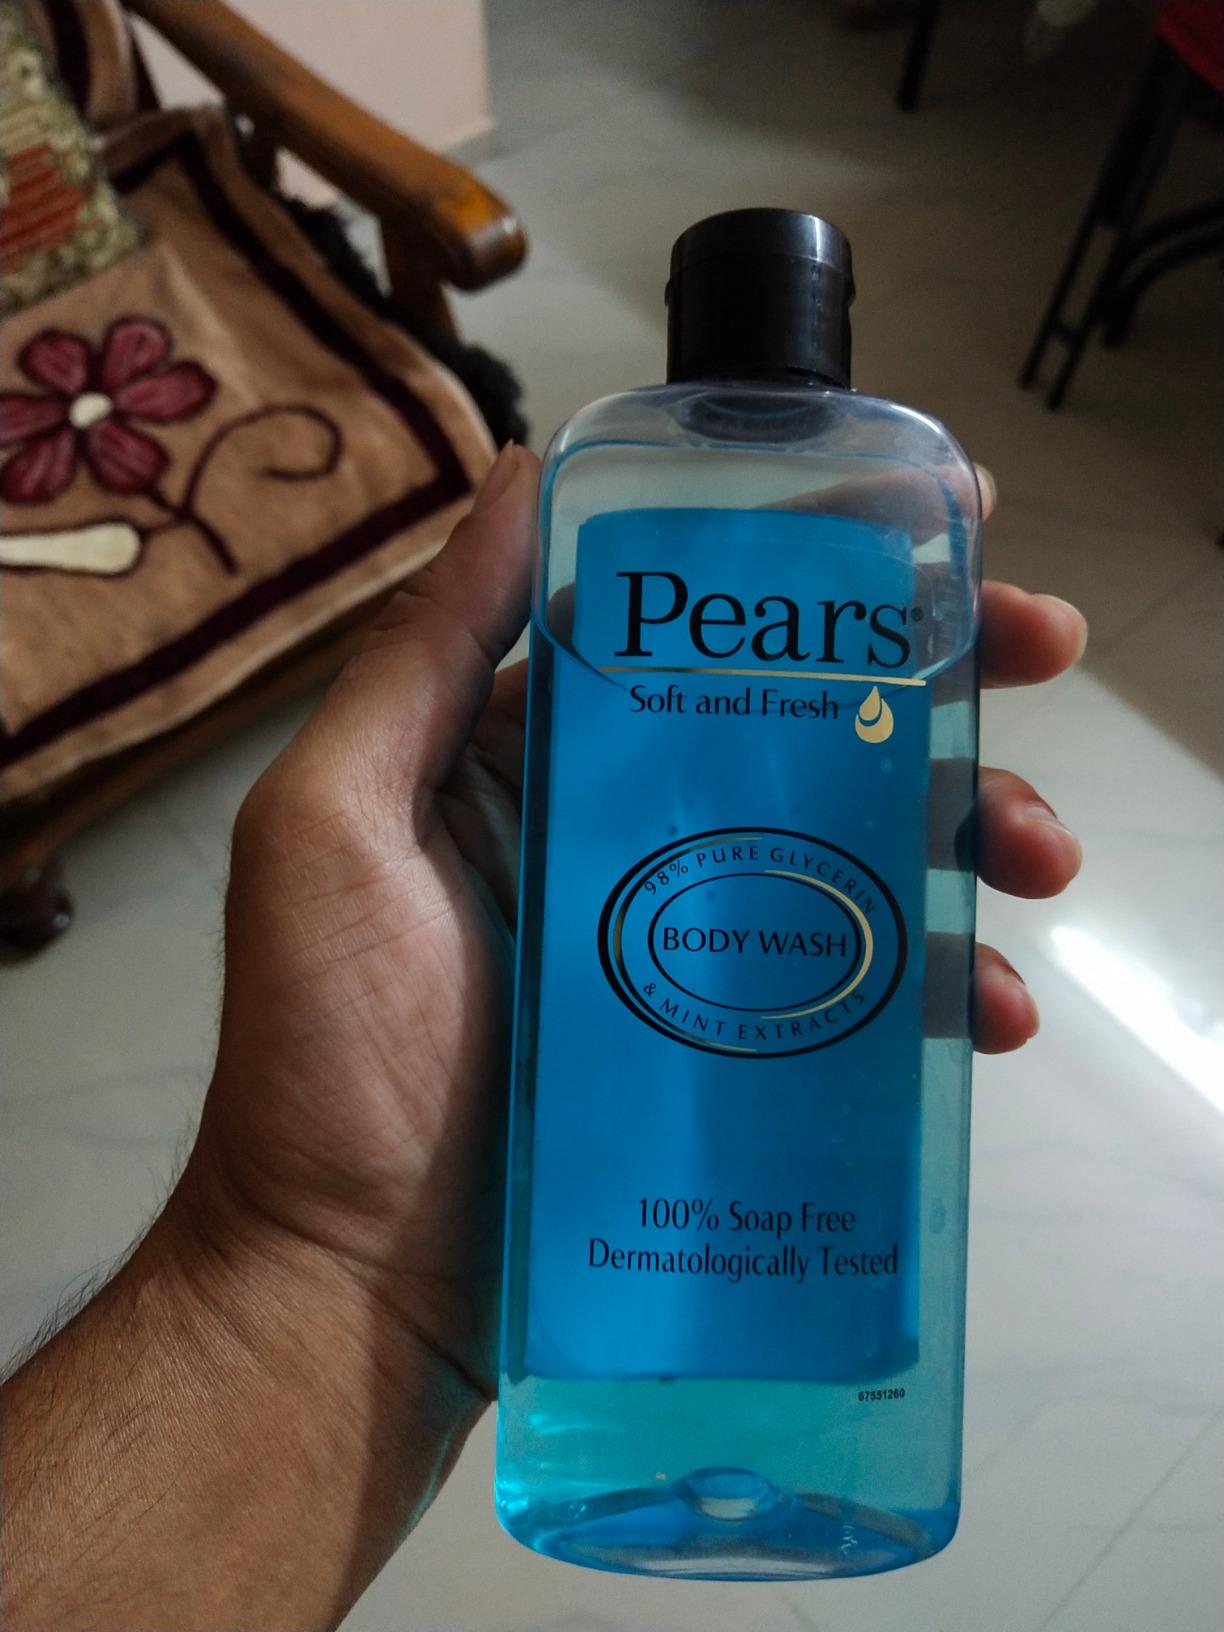 Pears®
Soft and Fresh
98% PURE GLYCERIN
BODY WASH
& MINT EXTRACTS
100% Soap Free
Dermatologically Tested
67551260